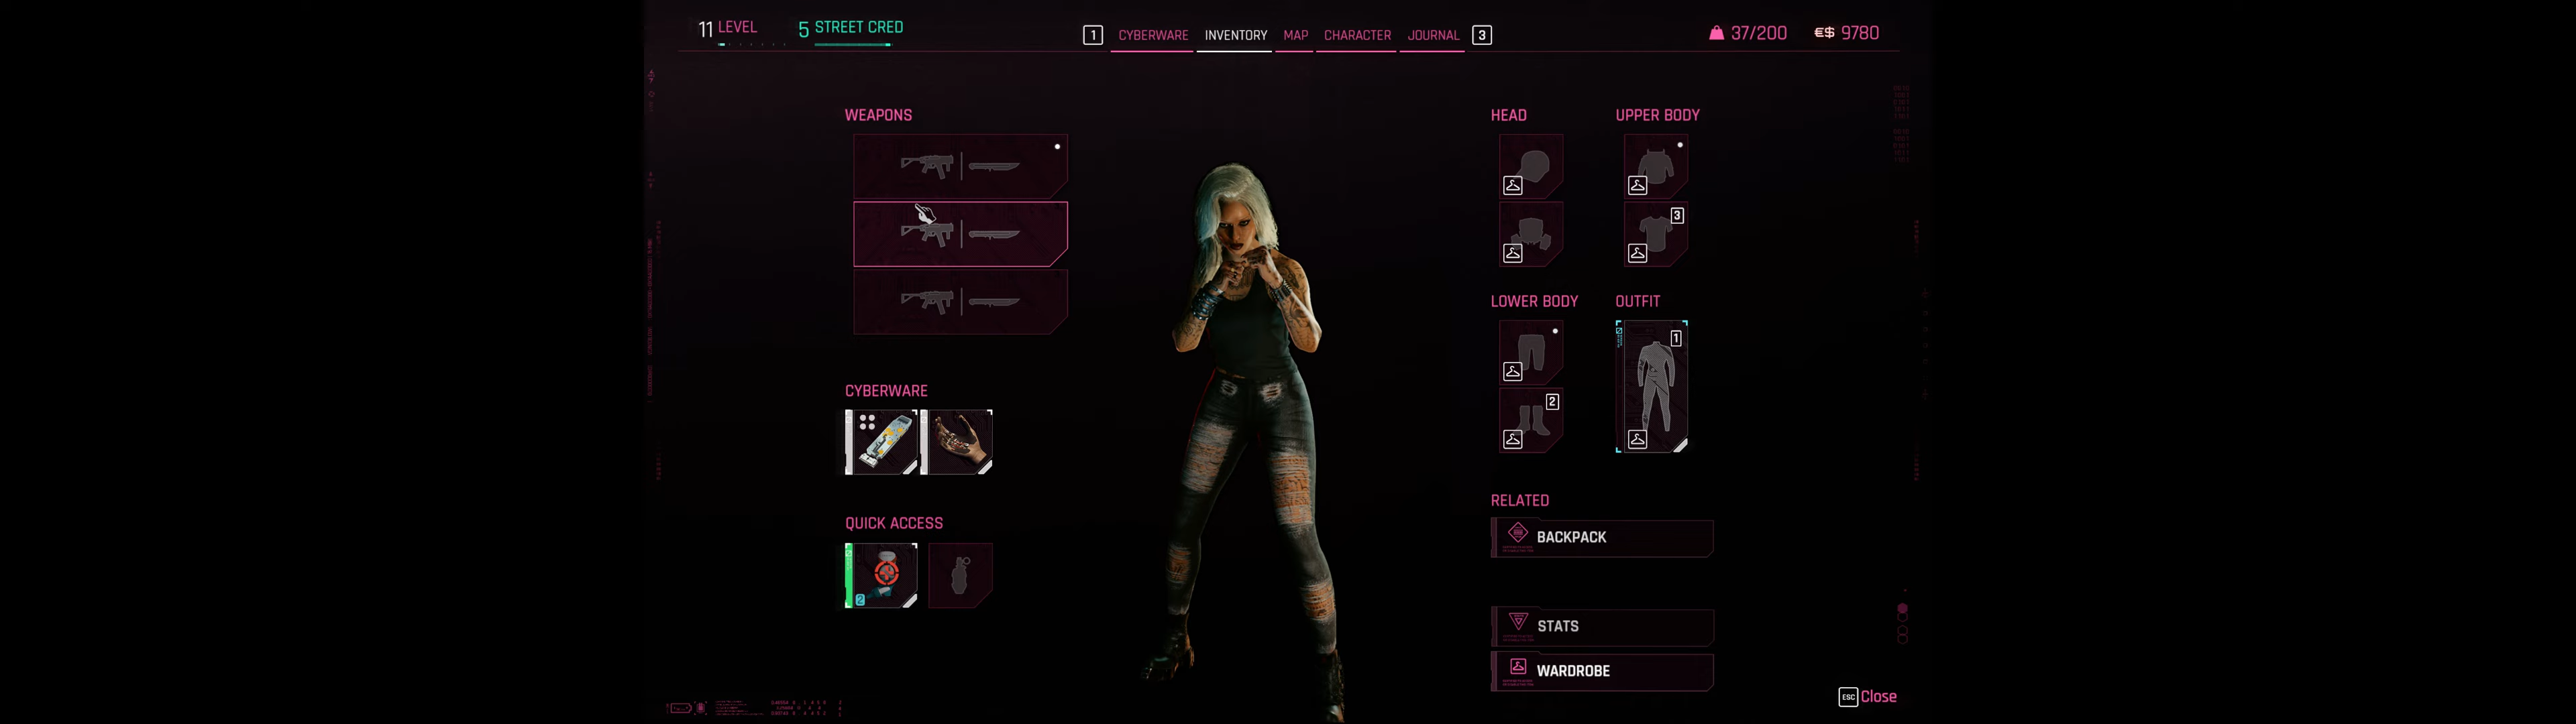 11 LEVEL
5 STREET CRED
1 CYBERWARE INVENTORY MAP CHARACTER JOURNAL 3
37/200
€$ 9780
WEAPONS
CYBERWARE
QUICK ACCESS
2
HEAD
UPPER BODY
3
LOWER BODY
OUTFIT
1
2
RELATED
BACKPACK
STATS
WARDROBE
ESC Close